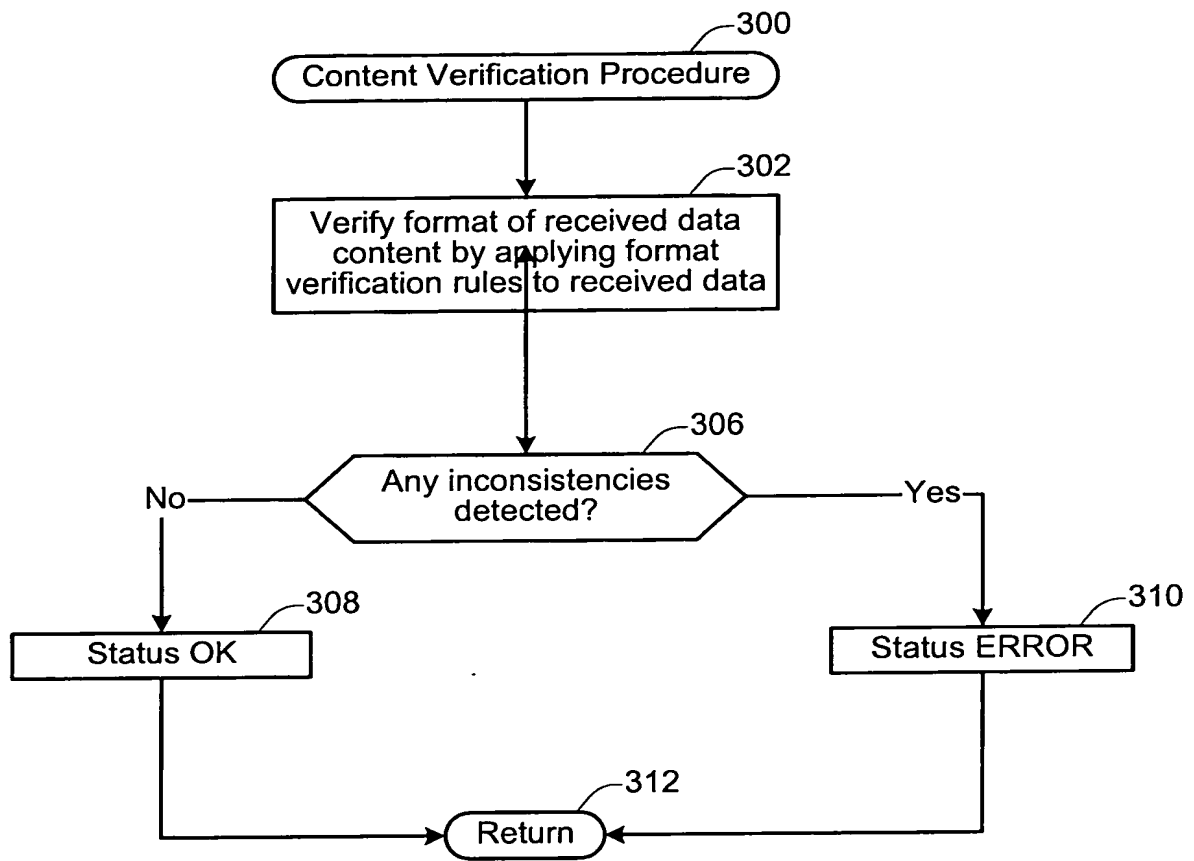 300
Content Verification Procedure
302
Verify format of received data
content by applying format
verification rules to received data
306
Any inconsistencies
detected?
No
Yes
308
Status OK
310
Status ERROR
312
Return